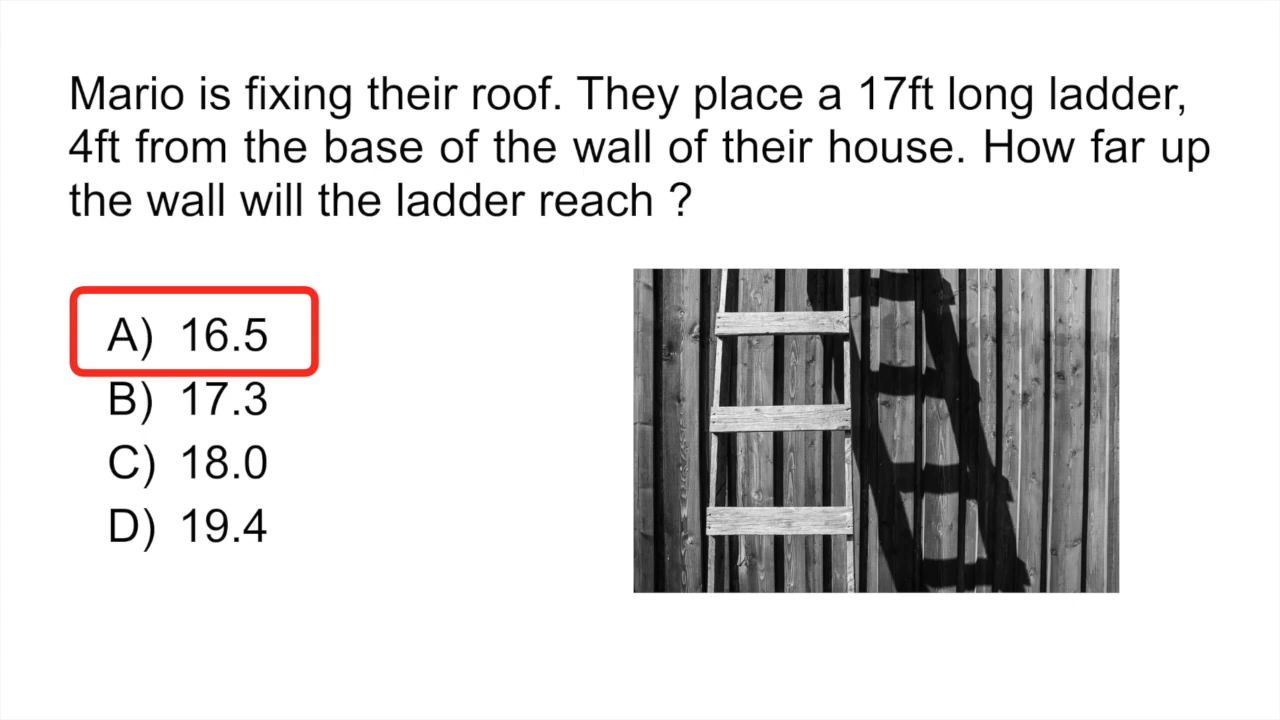 Mario is fixing their roof. They place a 17ft long ladder,
4ft from the base of the wall of their house. How far up
the wall will the ladder reach ?
A) 16.5
B) 17.3
C) 18.0
D) 19.4